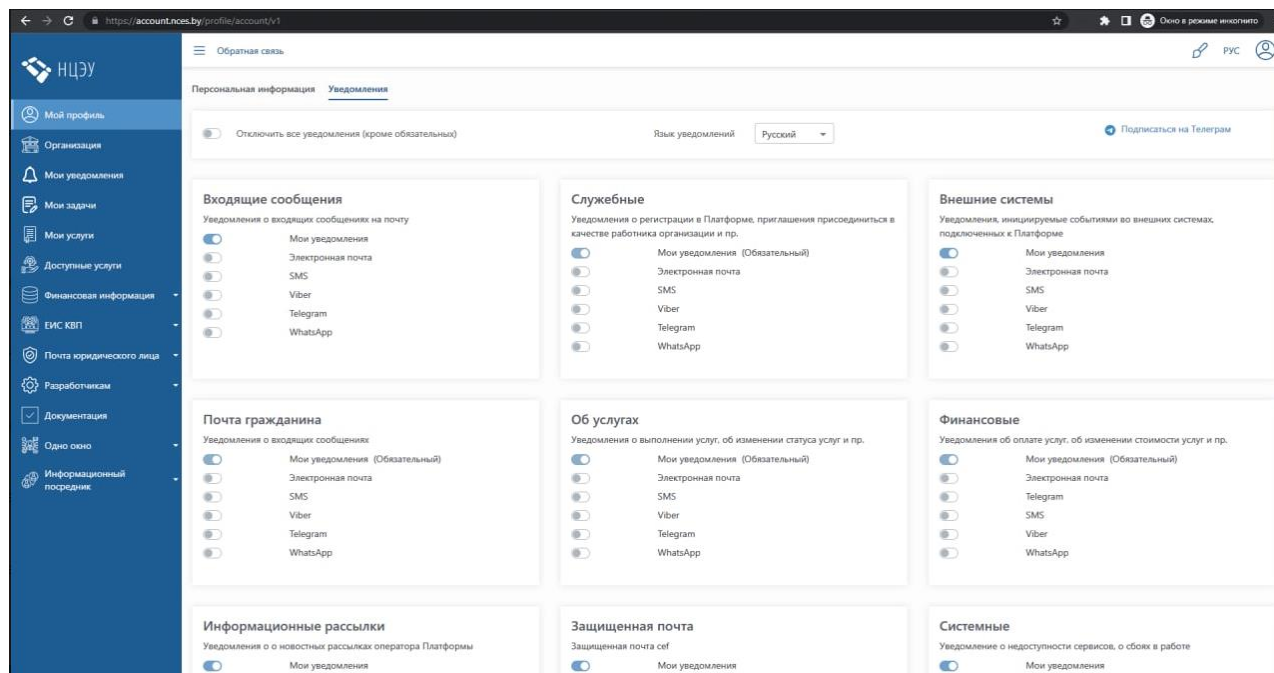 https://account.nces.by/profile/account/v1
Окно в режиме инкогнито
НЦЭУ
Мой профиль
Организация
Мои уведомления
Мои задачи
Мои услуги
Доступные услуги
Финансовая информация
ЕИС КВП
Почта юридического лица
Разработчикам
Документация
Одно окно
Информационный
посредник
Обратная связь
РУС
Персональная информация Уведомления
Отключить все уведомления (кроме обязательных)
Язык уведомлений Русский
Подписаться на Телеграм
Входящие сообщения
Уведомления о входящих сообщениях на почту
Мои уведомления
Электронная почта
SMS
Viber
Telegram
WhatsApp
Служебные
Уведомления о регистрации в Платформе, приглашения присоединиться в
качестве работника организации и пр.
Мои уведомления (Обязательный)
Электронная почта
SMS
Viber
Telegram
WhatsApp
Внешние системы
Уведомления, инициируемые событиями во внешних системах,
подключенных к Платформе
Мои уведомления
Электронная почта
SMS
Viber
Telegram
WhatsApp
Почта гражданина
Уведомления о входящих сообщениях
Мои уведомления (Обязательный)
Электронная почта
SMS
Viber
Telegram
WhatsApp
Об услугах
Уведомления о выполнении услуг, об изменении статуса услуг и пр.
Мои уведомления (Обязательный)
Электронная почта
SMS
Viber
Telegram
WhatsApp
Финансовые
Уведомления об оплате услуг, об изменении стоимости услуг и пр.
Мои уведомления (Обязательный)
Электронная почта
Telegram
SMS
Viber
WhatsApp
Информационные рассылки
Уведомления о о новостных рассылках оператора Платформы
Мои уведомления
Защищенная почта
Защищенная почта cef
Мои уведомления
Системные
Уведомление о недоступности сервисов, о сбоях в работе
Мои уведомления